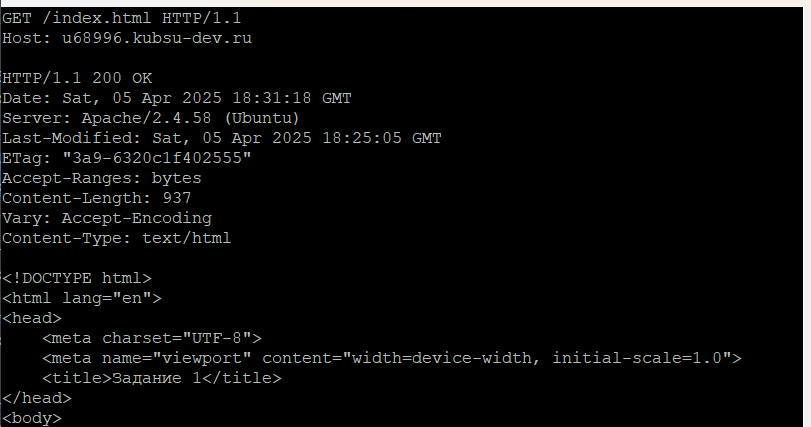 GET /index.html HTTP/1.1
Host: u68996.kubsu-dev.ru

HTTP/1.1 200 OK
Date: Sat, 05 Apr 2025 18:31:18 GMT
Server: Apache/2.4.58 (Ubuntu)
Last-Modified: Sat, 05 Apr 2025 18:25:05 GMT
ETag: "3a9-6320c1f402555"
Accept-Ranges: bytes
Content-Length: 937
Vary: Accept-Encoding
Content-Type: text/html

<!DOCTYPE html>
<html lang="en">
<head>
    <meta charset="UTF-8">
    <meta name="viewport" content="width=device-width, initial-scale=1.0">
    <title>Задание 1</title>
</head>
<body>